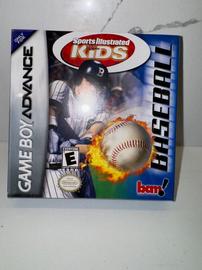 Sports Illustrated
KiDS
GAME BOY ADVANCE
BASEBALL
E
bam!